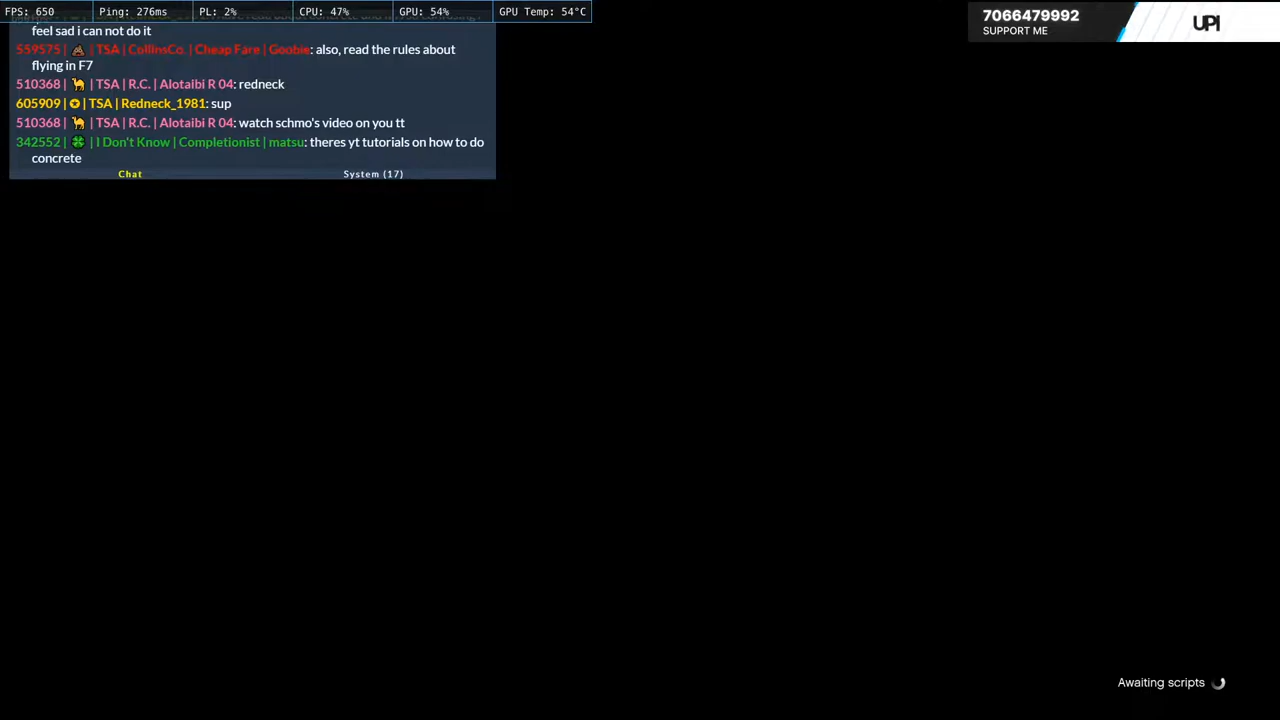 FPS: 650 Ping: 276ms PL: 2% CPU: 47% GPU: 54% GPU Temp: 54°C
7066479992
SUPPORT ME
UPI
feel sad i can not do it
559575 | | TSA | CollinsCo. | Cheap Fare | Goobie: also, read the rules about
flying in F7
510368 | 🐪 | TSA | R.C. | Alotaibi R 04: redneck
605909 | ✪ | TSA | Redneck_1981: sup
510368 | 🐪 | TSA | R.C. | Alotaibi R 04: watch schmo's video on you tt
342552 | 🍀 | I Don't Know | Completionist | matsu: theres yt tutorials on how to do
concrete
Chat System (17)
Awaiting scripts